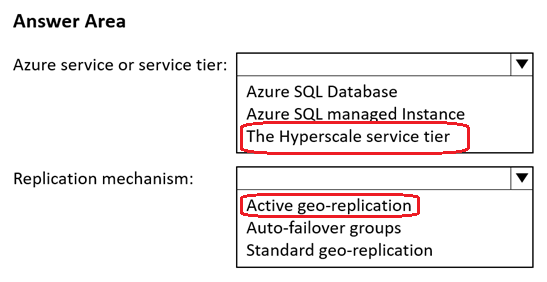 Answer Area
Azure service or service tier:
Azure SQL Database
Azure SQL managed Instance
The Hyperscale service tier
Replication mechanism:
Active geo-replication
Auto-failover groups
Standard geo-replication